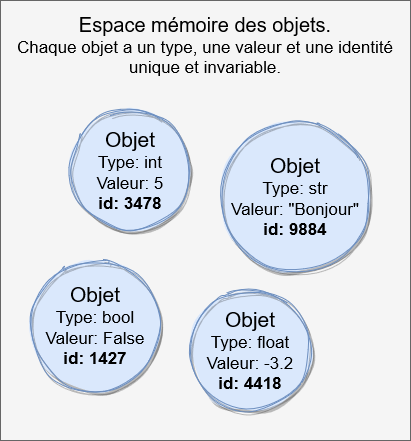 Espace mémoire des objets.
Chaque objet a un type, une valeur et une identité
unique et invariable.
Objet
Type: int
Valeur: 5
id: 3478
Objet
Type: str
Valeur: "Bonjour"
id: 9884
Objet
Type: bool
Valeur: False
id: 1427
Objet
Type: float
Valeur: -3.2
id: 4418